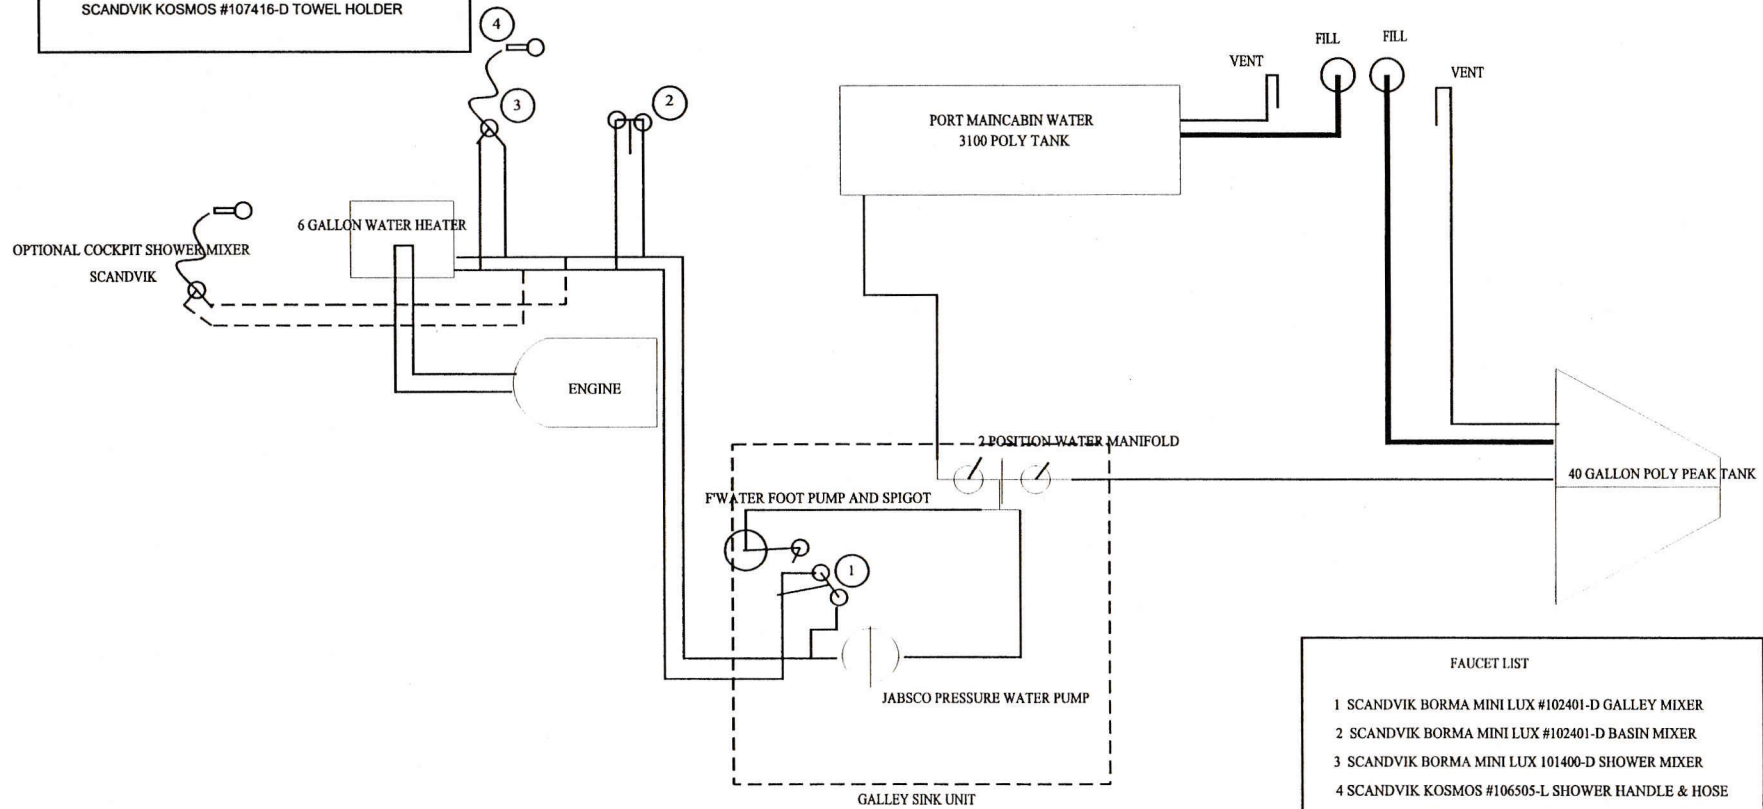 SCANDVIK KOSMOS #107416-D TOWEL HOLDER
4
3
2
FILL
FILL
VENT
VENT
PORT MAINCABIN WATER
3100 POLY TANK
6 GALLON WATER HEATER
OPTIONAL COCKPIT SHOWER MIXER
SCANDVIK
ENGINE
2 POSITION WATER MANIFOLD
40 GALLON POLY PEAK TANK
F'WATER FOOT PUMP AND SPIGOT
1
JABSCO PRESSURE WATER PUMP
GALLEY SINK UNIT
FAUCET LIST
1 SCANDVIK BORMA MINI LUX #102401-D GALLEY MIXER
2 SCANDVIK BORMA MINI LUX #102401-D BASIN MIXER
3 SCANDVIK BORMA MINI LUX 101400-D SHOWER MIXER
4 SCANDVIK KOSMOS #106505-L SHOWER HANDLE & HOSE